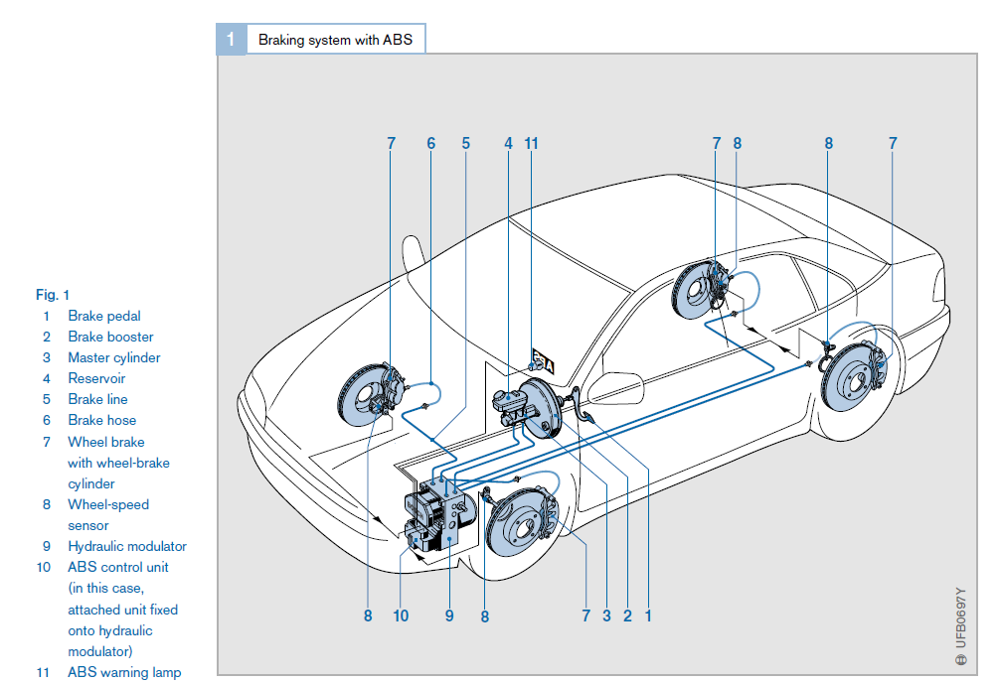 1 Braking system with ABS
7 6 5 4 11 7 8 8 7
Fig. 1
1 Brake pedal
2 Brake booster
3 Master cylinder
4 Reservoir
5 Brake line
6 Brake hose
7 Wheel brake
with wheel-brake
cylinder
8 Wheel-speed
sensor
9 Hydraulic modulator
10 ABS control unit
(in this case,
attached unit fixed
onto hydraulic
modulator)
11 ABS warning lamp
8 10 9 8 7 3 2 1
UFB0697Y